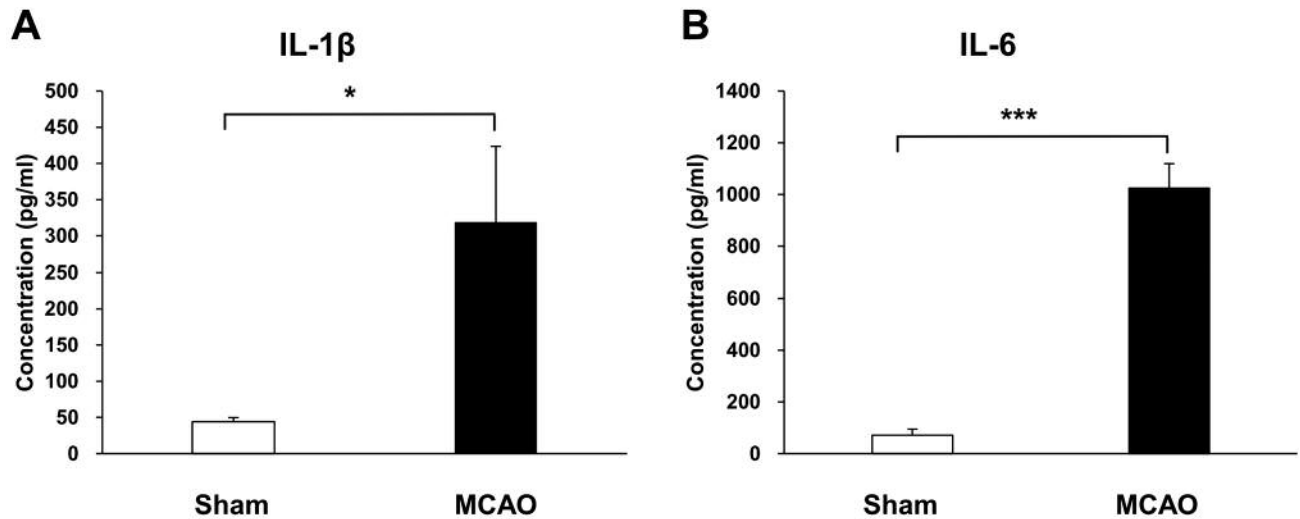 A
IL-1β
Concentration (pg/ml)
500
450
400
350
300
250
200
150
100
50
0
*
Sham
MCAO
B
IL-6
Concentration (pg/ml)
1400
1200
1000
800
600
400
200
0
***
Sham
MCAO